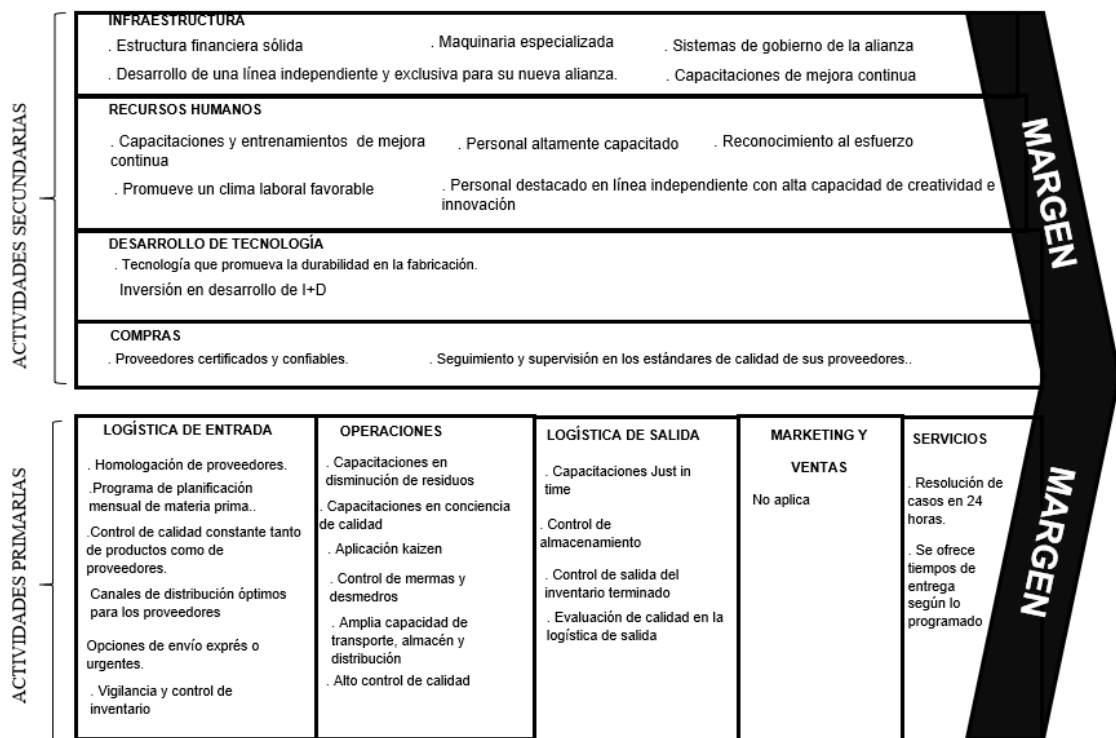 ACTIVIDADES SECUNDARIAS
INFRAESTRUCTURA
. Estructura financiera sólida
. Maquinaria especializada
. Sistemas de gobierno de la alianza
. Desarrollo de una línea independiente y exclusiva para su nueva alianza.
. Capacitaciones de mejora continua
RECURSOS HUMANOS
. Capacitaciones y entrenamientos de mejora
continua
. Personal altamente capacitado
. Reconocimiento al esfuerzo
. Promueve un clima laboral favorable
. Personal destacado en línea independiente con alta capacidad de creatividad e
innovación
DESARROLLO DE TECNOLOGÍA
. Tecnología que promueva la durabilidad en la fabricación.
Inversión en desarrollo de I+D
COMPRAS
. Proveedores certificados y confiables.
. Seguimiento y supervisión en los estándares de calidad de sus proveedores..
MARGEN
ACTIVIDADES PRIMARIAS
LOGÍSTICA DE ENTRADA
. Homologación de proveedores.
.Programa de planificación
mensual de materia prima..
.Control de calidad constante tanto
de productos como de
proveedores.
Canales de distribución óptimos
para los proveedores
Opciones de envío exprés o
urgentes.
. Vigilancia y control de
inventario
OPERACIONES
. Capacitaciones en
disminución de residuos
. Capacitaciones en conciencia
de calidad
. Aplicación kaizen
. Control de mermas y
desmedros
. Amplia capacidad de
transporte, almacén y
distribución
. Alto control de calidad
LOGÍSTICA DE SALIDA
. Capacitaciones Just in
time
. Control de
almacenamiento
. Control de salida del
inventario terminado
. Evaluación de calidad en la
logística de salida
MARKETING Y
VENTAS
No aplica
SERVICIOS
. Resolución de
casos en 24
horas.
. Se ofrece
tiempos de
entrega
según lo
programado
MARGEN